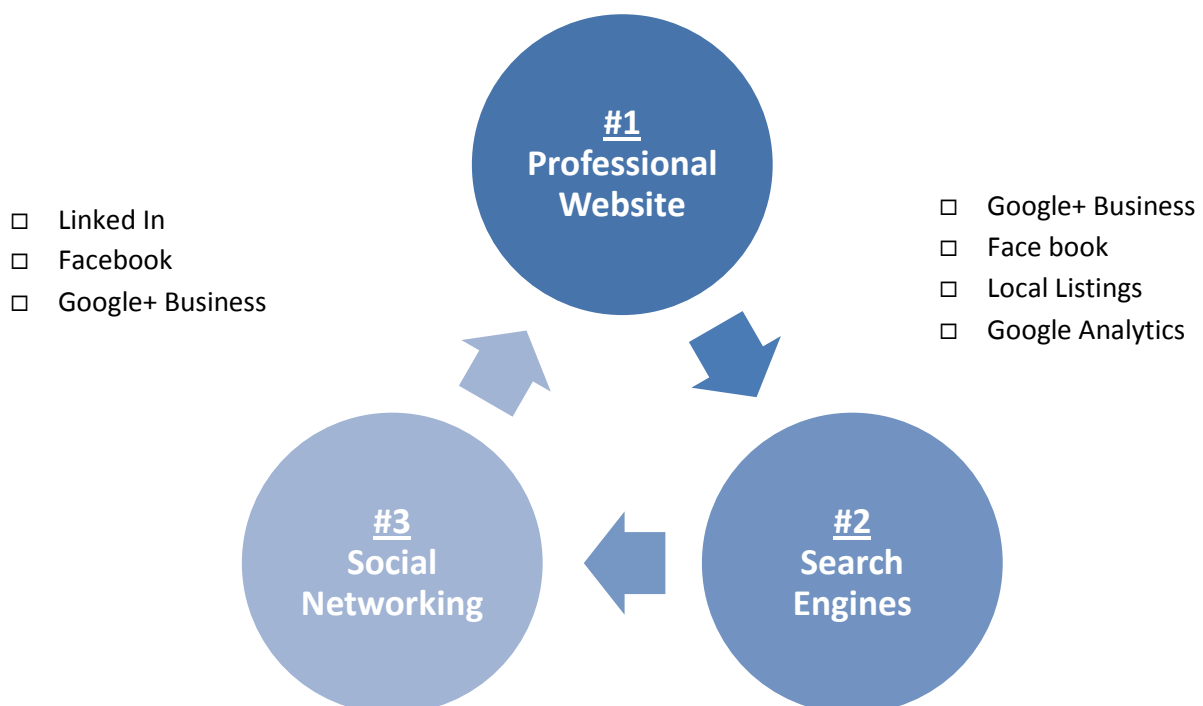 #1
Professional
Website
□ Linked In
□ Facebook
□ Google+ Business
□ Google+ Business
□ Face book
□ Local Listings
□ Google Analytics
#3
Social
Networking
#2
Search
Engines